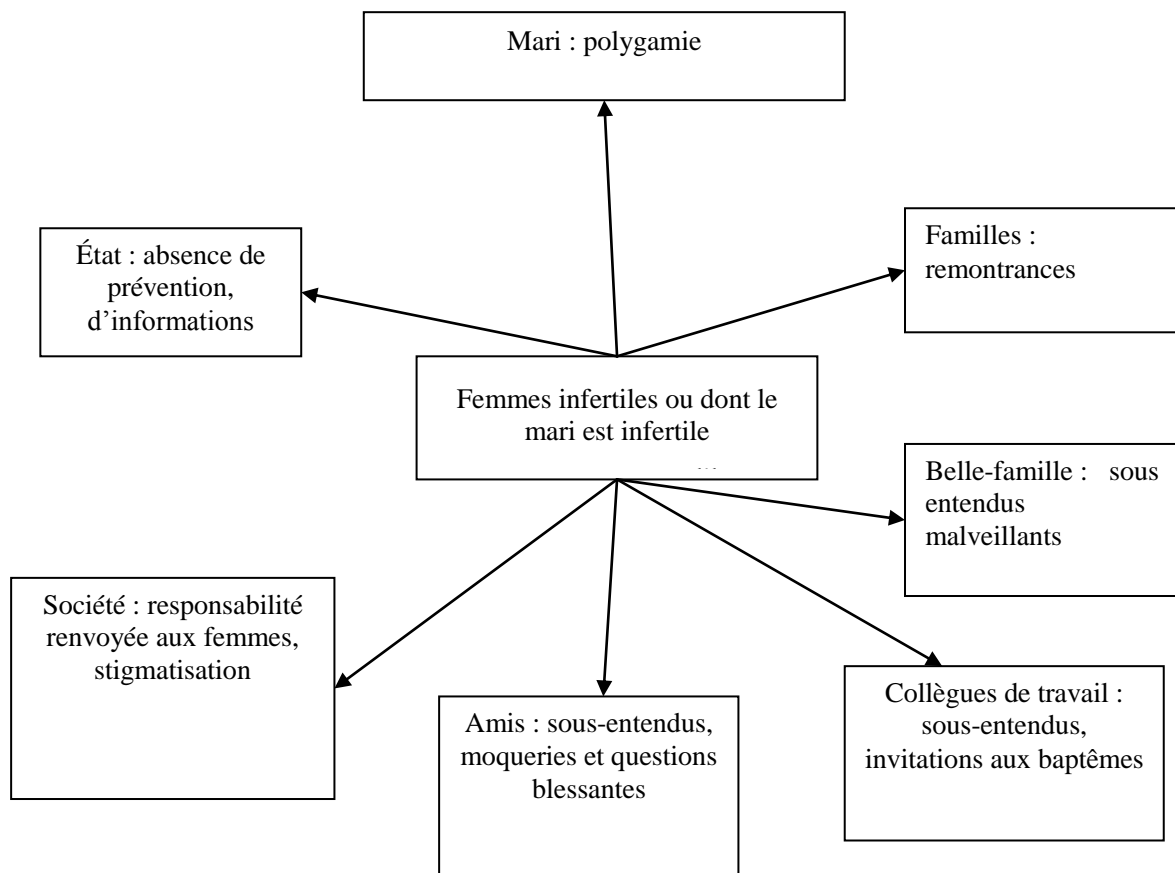 Mari : polygamie
État : absence de
prévention,
d’informations
Familles :
remontrances
Femmes infertiles ou dont le
mari est infertile
Belle-famille : sous
entendus
malveillants
Société : responsabilité
renvoyée aux femmes,
stigmatisation
Amis : sous-entendus,
moqueries et questions
blessantes
Collègues de travail :
sous-entendus,
invitations aux baptêmes